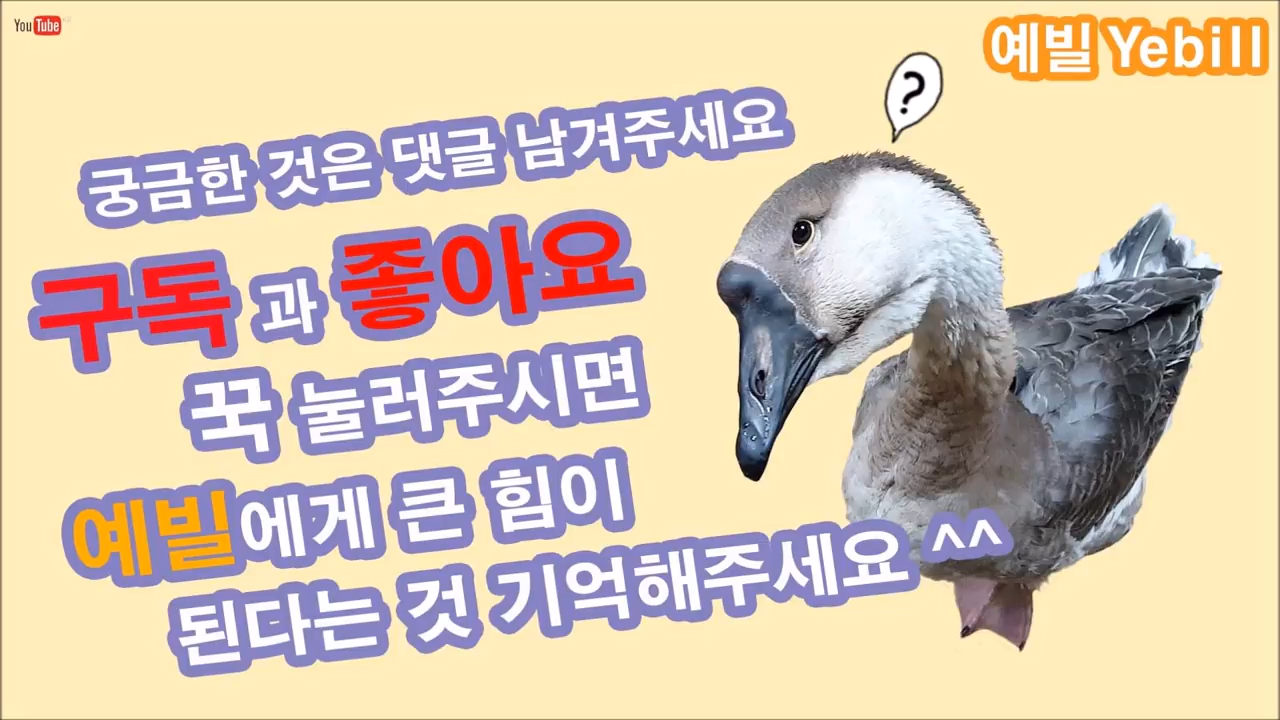 YouTube
예빌 Yebill
?
궁금한 것은 댓글 남겨주세요
구독 과 좋아요
꾹 눌러주시면
예빌에게 큰 힘이
된다는 것 기억해주세요 ^^